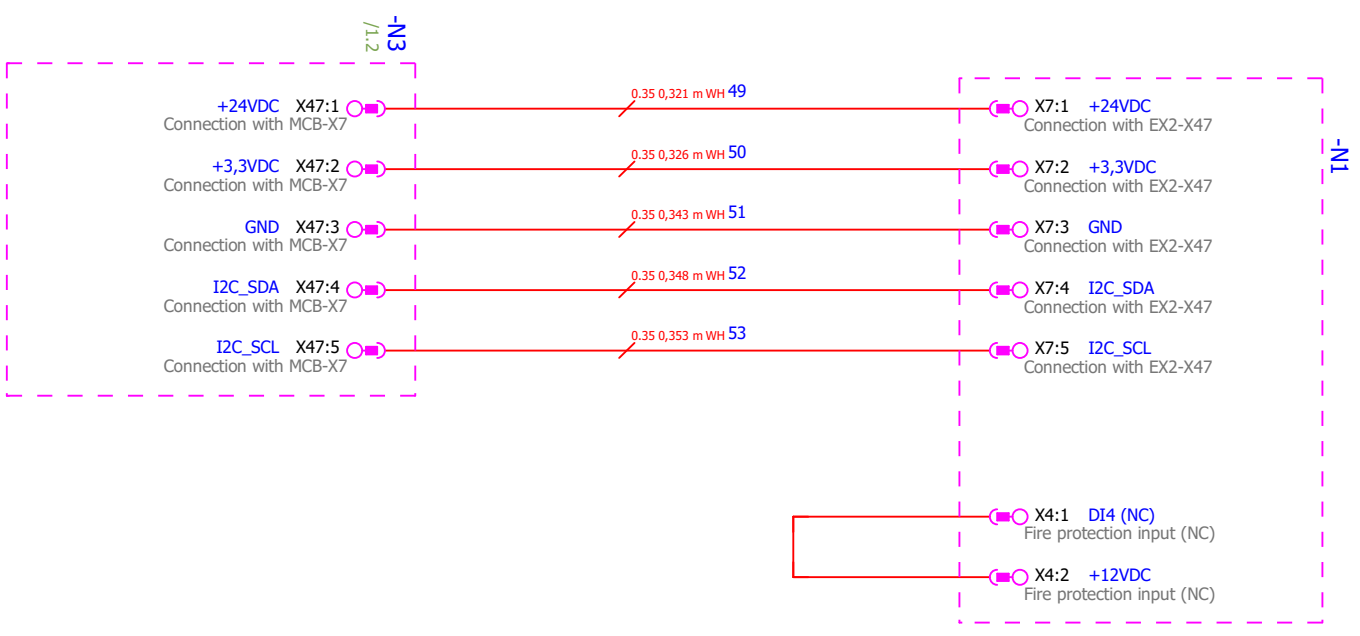 -N3
/1.2
+24VDC X47:1
Connection with MCB-X7
0.35 0,321 m WH 49
X7:1 +24VDC
Connection with EX2-X47
-N1
+3,3VDC X47:2
Connection with MCB-X7
0.35 0,326 m WH 50
X7:2 +3,3VDC
Connection with EX2-X47
GND X47:3
Connection with MCB-X7
0.35 0,343 m WH 51
X7:3 GND
Connection with EX2-X47
I2C_SDA X47:4
Connection with MCB-X7
0.35 0,348 m WH 52
X7:4 I2C_SDA
Connection with EX2-X47
I2C_SCL X47:5
Connection with MCB-X7
0.35 0,353 m WH 53
X7:5 I2C_SCL
Connection with EX2-X47
X4:1 DI4 (NC)
Fire protection input (NC)
X4:2 +12VDC
Fire protection input (NC)